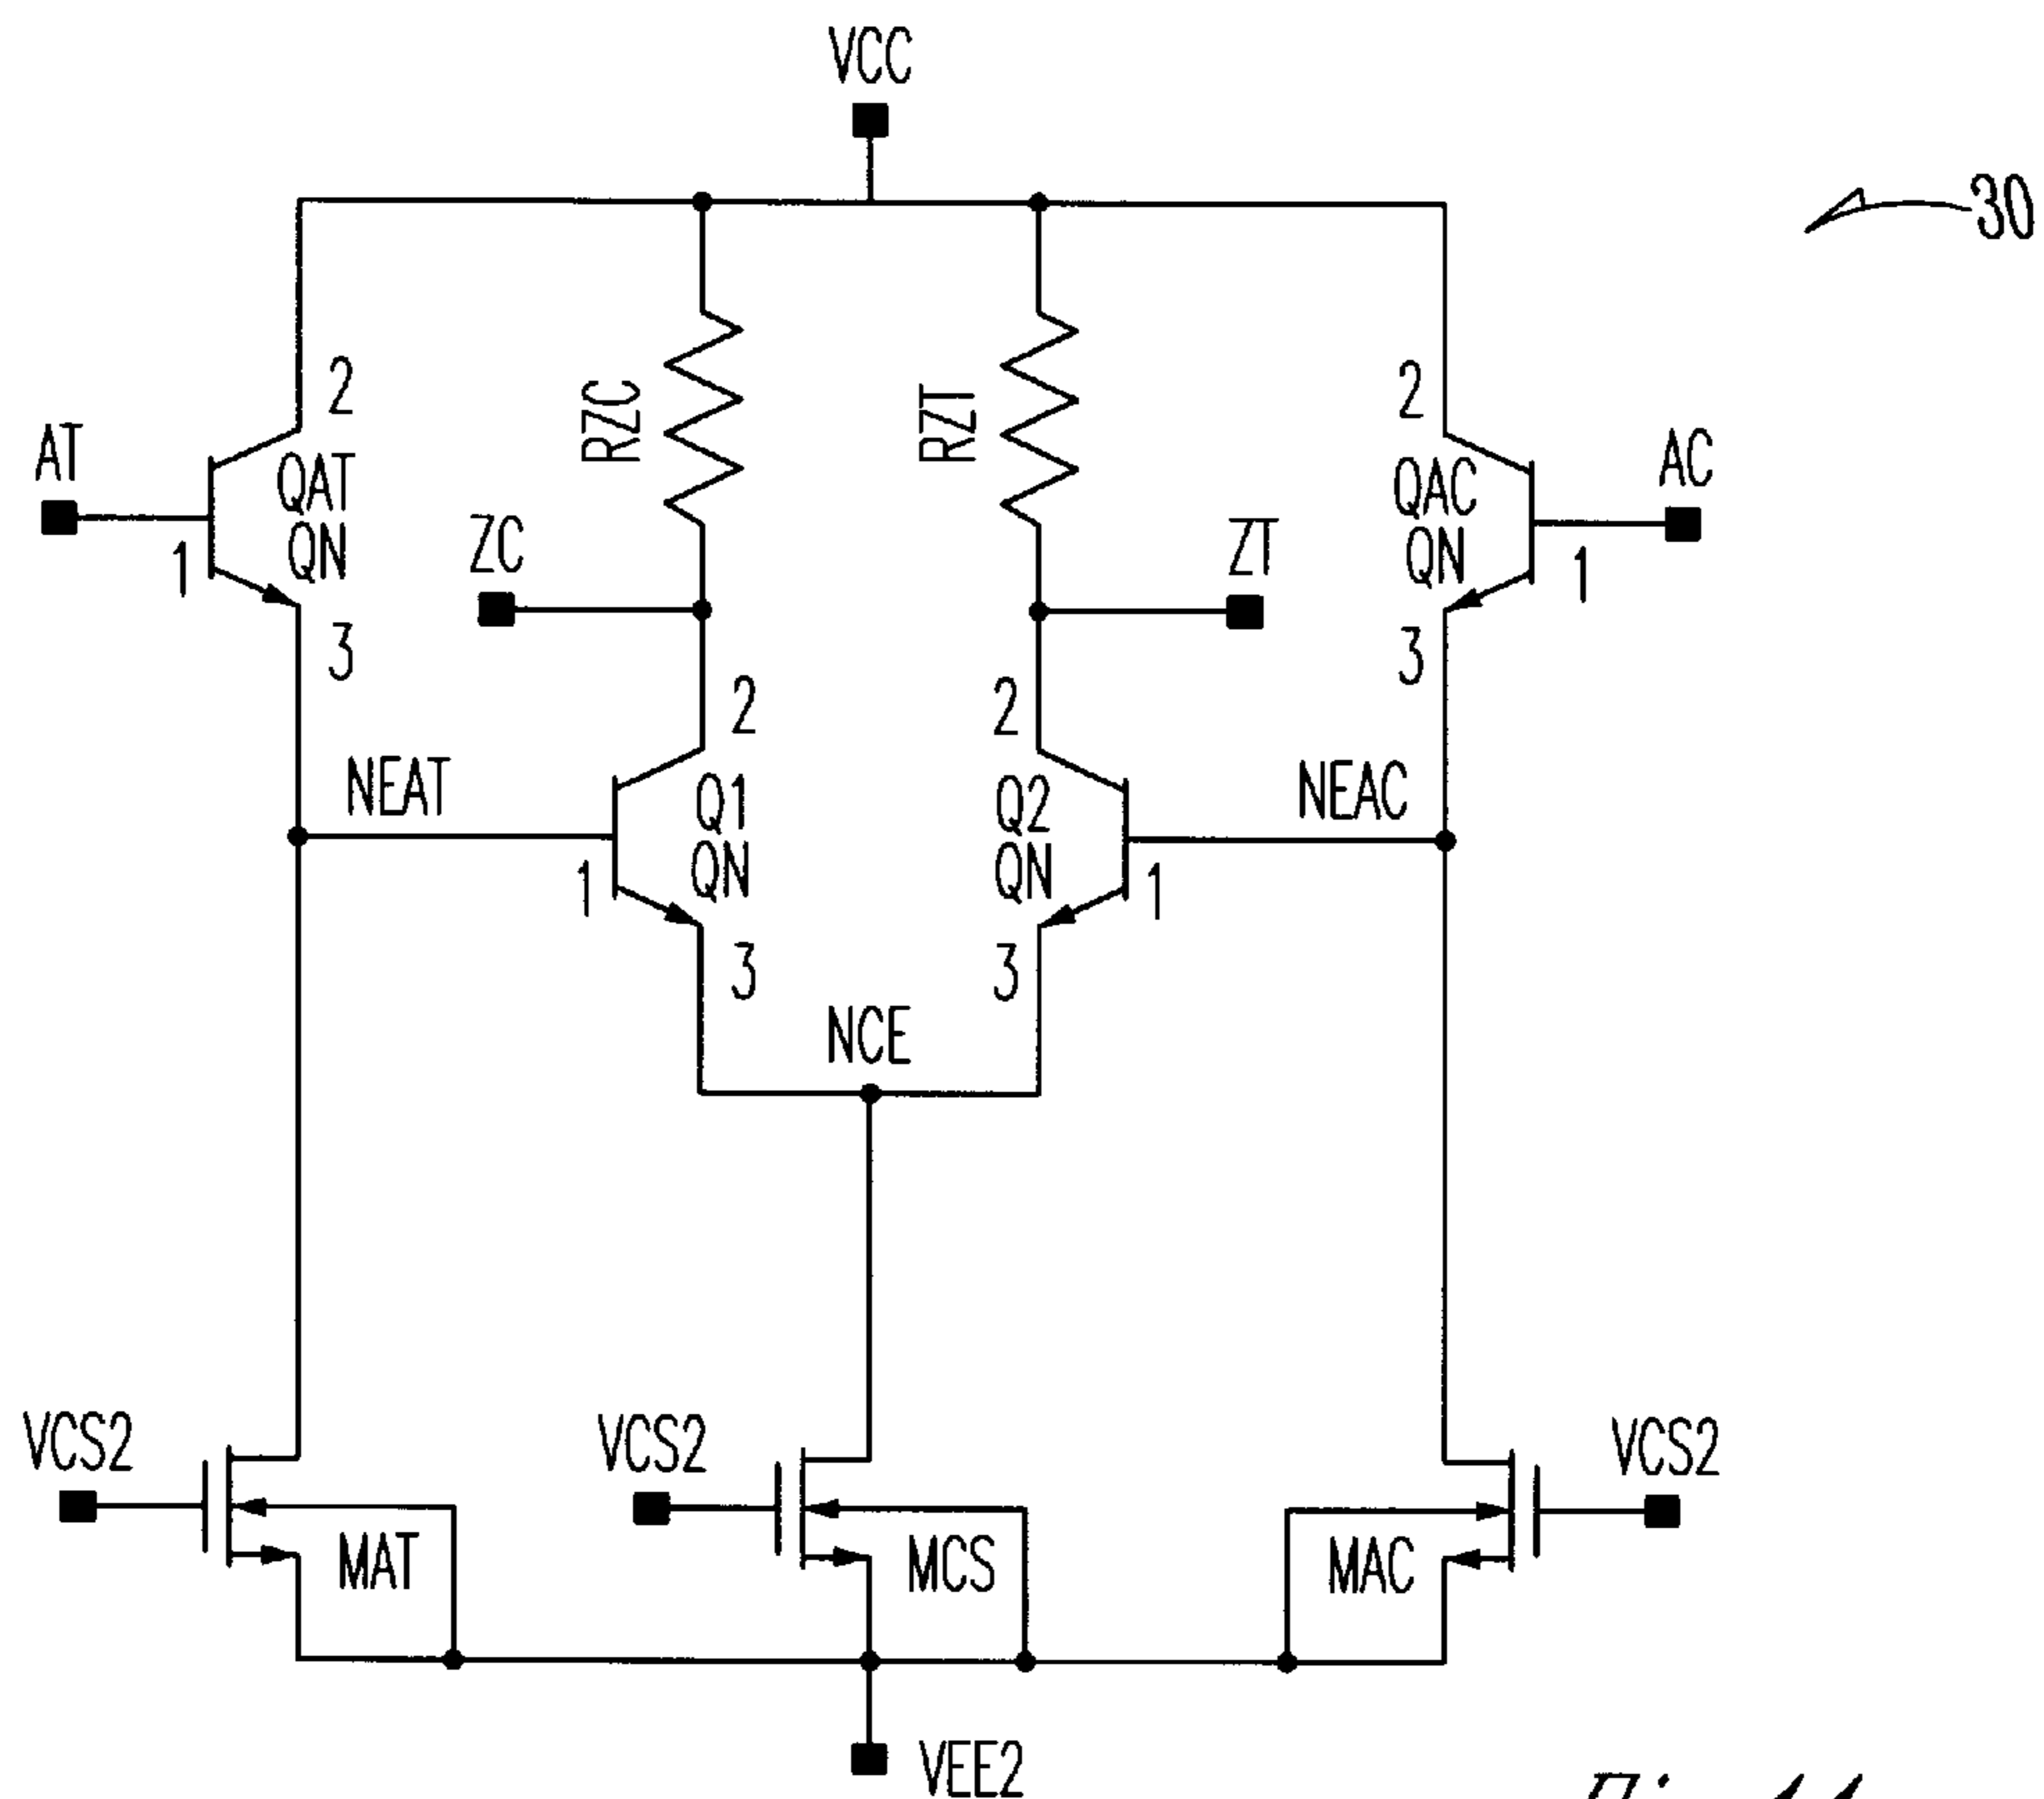 VCC
30
2
2
RZC
RZT
AT
QAT
QAC
AC
QN
QN
1
1
ZC
ZT
3
3
2
2
NEAT
Q1
Q2
NEAC
QN
QN
1
1
3
3
NCE
VCS2
VCS2
VCS2
MAT
MCS
MAC
VEE2